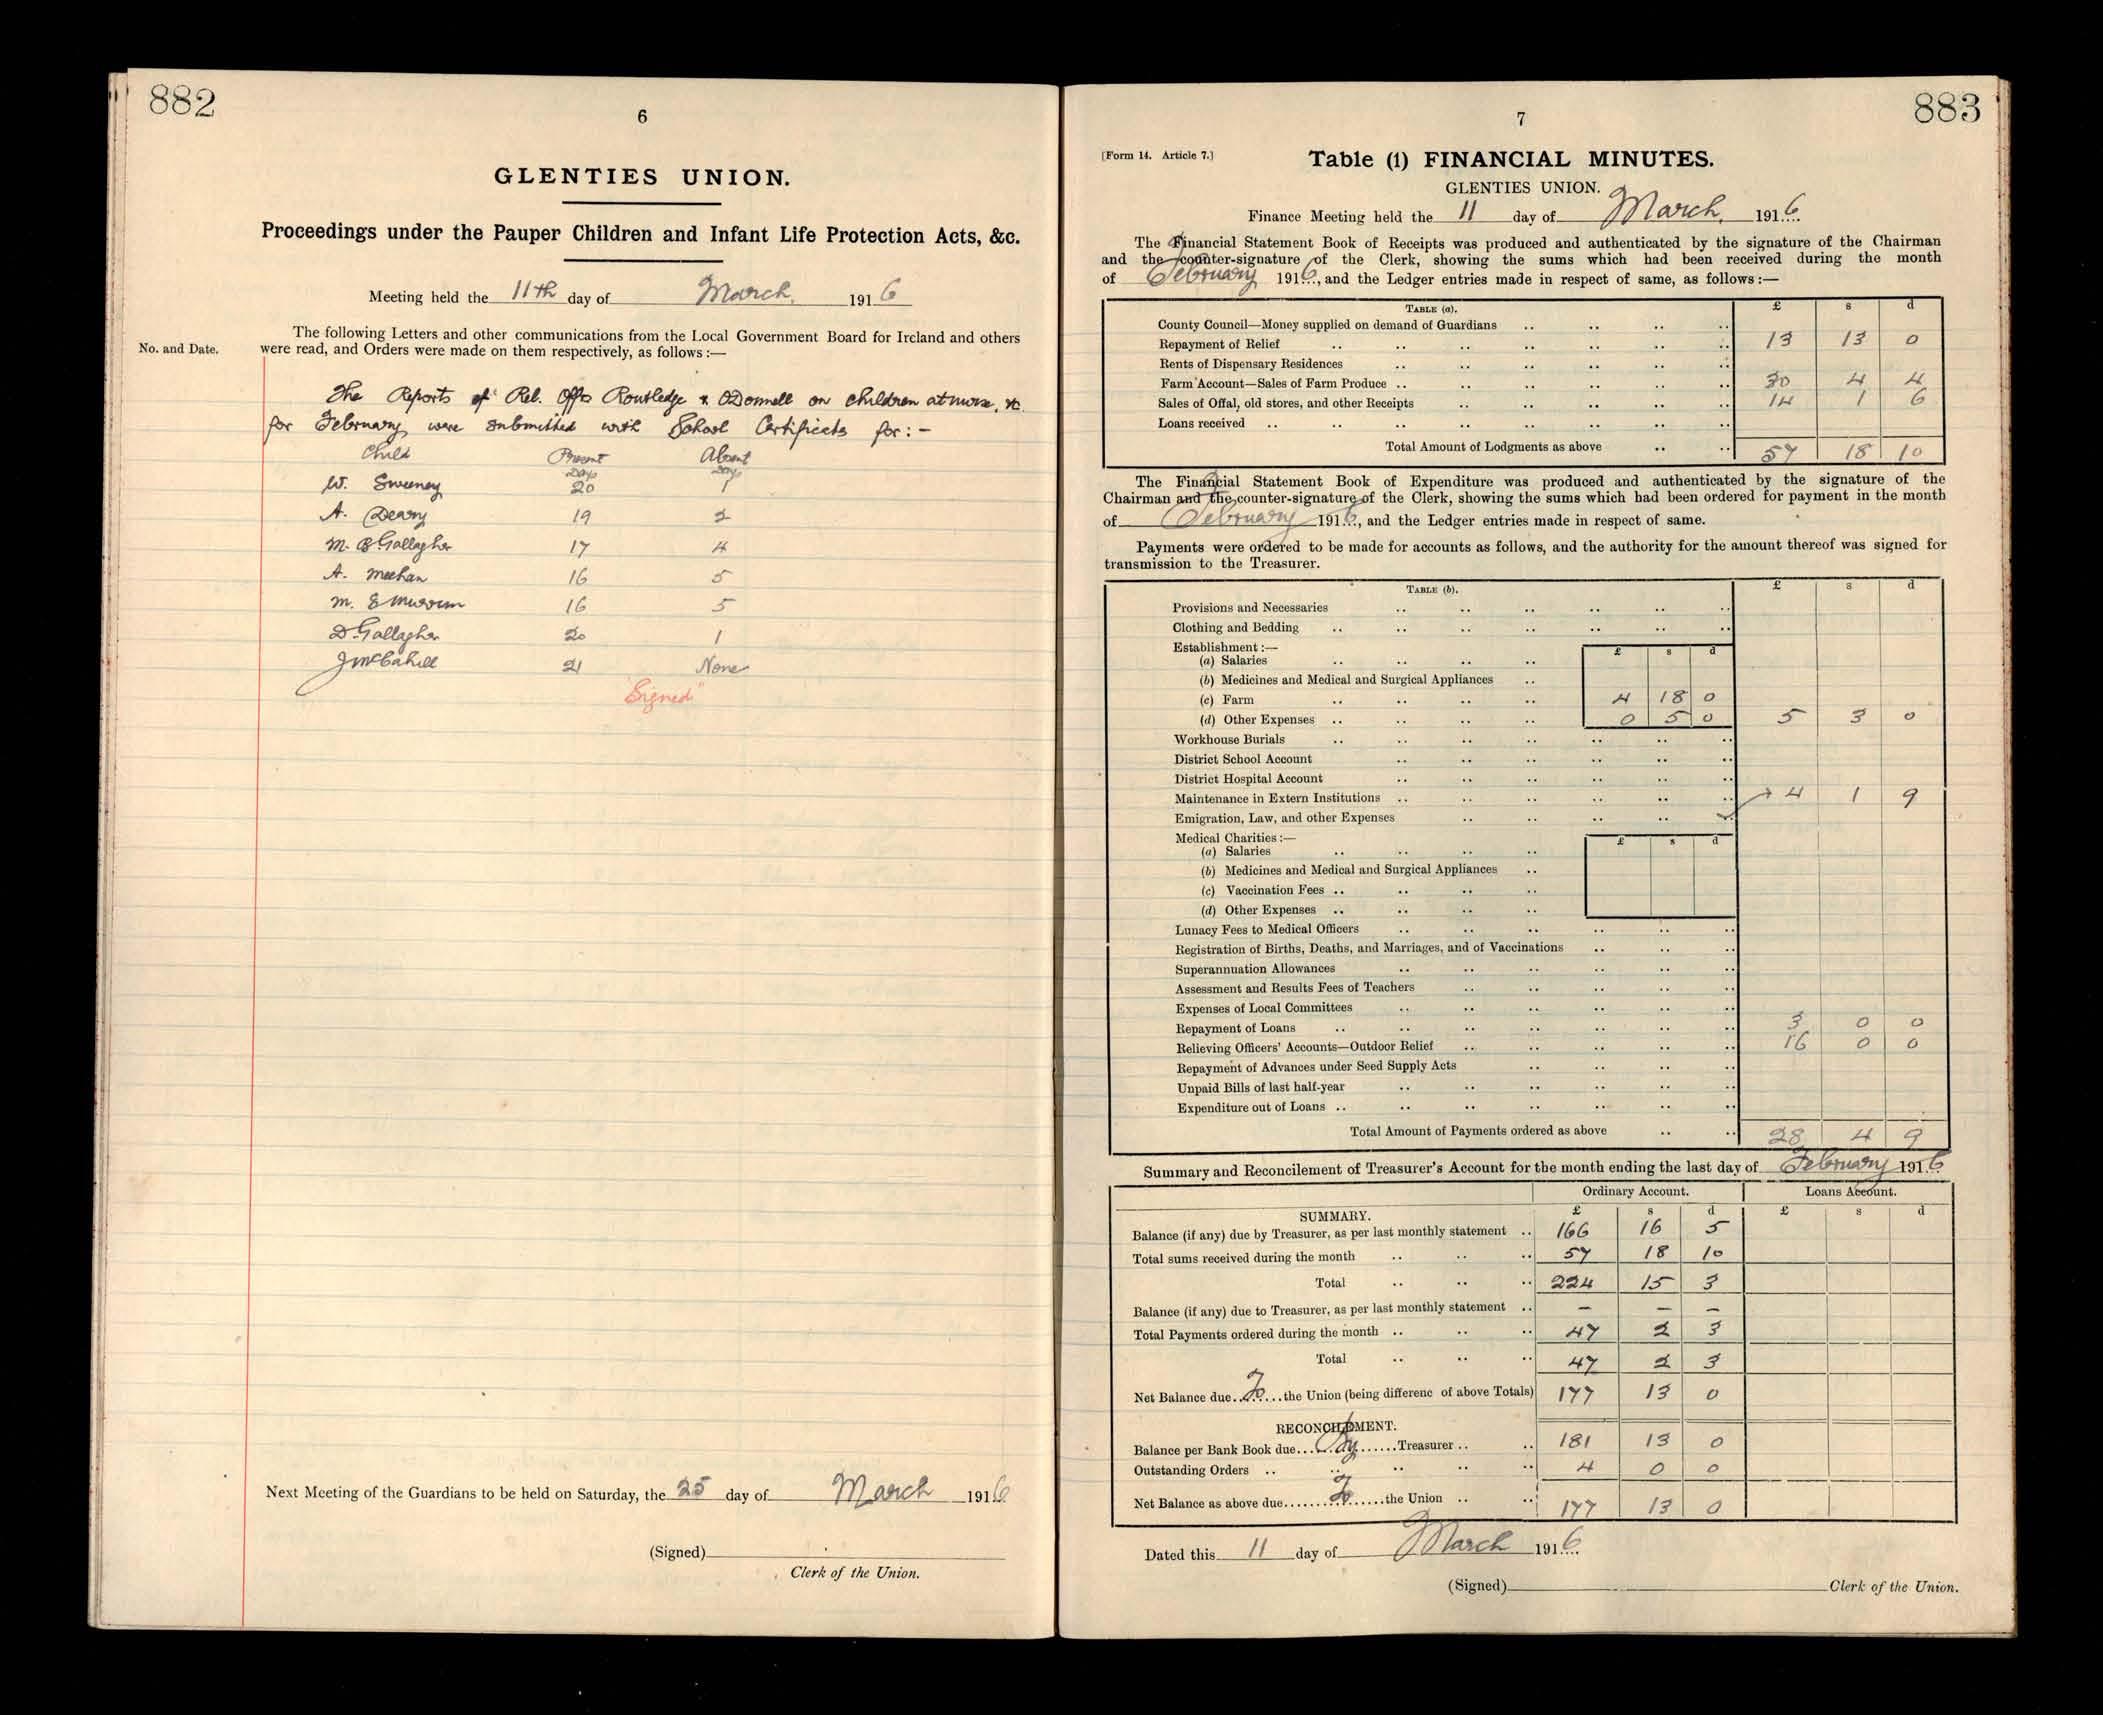 882
6
GLENTIES UNION.
Proceedings under the Pauper Children and Infant Life Protection Acts, &c.
Meeting held the 11th day of March, 1916
No. and Date.
The following Letters and other communications from the Local Government Board for Ireland and others
were read, and Orders were made on them respectively, as follows :—
The Reports of Rel. Offrs Routledge & O'Donnell on children at nurse, &c.
for February were submitted with School Certificates for : -
Child Present Absent
Days Days
W. Sweeney 20 1
A. Deary 19 2
M. B. Gallagher 17 4
A. Meehan 16 5
M. E Murrin 16 5
D. Gallagher 20 1
J McCahill 21 None
"Signed"
Next Meeting of the Guardians to be held on Saturday, the 25 day of March 1916
(Signed)
Clerk of the Union.
883
7
[Form 14. Article 7.]
Table (1) FINANCIAL MINUTES.
GLENTIES UNION.
Finance Meeting held the 11 day of March, 1916
The Financial Statement Book of Receipts was produced and authenticated by the signature of the Chairman
and the counter-signature of the Clerk, showing the sums which had been received during the month
of February 1916, and the Ledger entries made in respect of same, as follows :—
TABLE (a). £ s d
County Council—Money supplied on demand of Guardians
Repayment of Relief 13 13 0
Rents of Dispensary Residences
Farm Account—Sales of Farm Produce 30 4 4
Sales of Offal, old stores, and other Receipts 14 1 6
Loans received
Total Amount of Lodgments as above 57 18 10
The Financial Statement Book of Expenditure was produced and authenticated by the signature of the
Chairman and the counter-signature of the Clerk, showing the sums which had been ordered for payment in the month
of February 1916, and the Ledger entries made in respect of same.
Payments were ordered to be made for accounts as follows, and the authority for the amount thereof was signed for
transmission to the Treasurer.
TABLE (b). £ s d
Provisions and Necessaries
Clothing and Bedding
Establishment :— £ s d
(a) Salaries
(b) Medicines and Medical and Surgical Appliances
(c) Farm 4 18 0
(d) Other Expenses 0 5 0 5 3 0
Workhouse Burials
District School Account
District Hospital Account
Maintenance in Extern Institutions 4 1 9
Emigration, Law, and other Expenses
Medical Charities :— £ s d
(a) Salaries
(b) Medicines and Medical and Surgical Appliances
(c) Vaccination Fees
(d) Other Expenses
Lunacy Fees to Medical Officers
Registration of Births, Deaths, and Marriages, and of Vaccinations
Superannuation Allowances
Assessment and Results Fees of Teachers
Expenses of Local Committees
Repayment of Loans 3 0 0
Relieving Officers' Accounts—Outdoor Relief 16 0 0
Repayment of Advances under Seed Supply Acts
Unpaid Bills of last half-year
Expenditure out of Loans
Total Amount of Payments ordered as above 28 4 9
Summary and Reconcilement of Treasurer's Account for the month ending the last day of February 1916
Ordinary Account. Loans Account.
SUMMARY. £ s d £ s d
Balance (if any) due by Treasurer, as per last monthly statement 166 16 5
Total sums received during the month 57 18 10
Total 224 15 3
Balance (if any) due to Treasurer, as per last monthly statement — — —
Total Payments ordered during the month 47 2 3
Total 47 2 3
Net Balance due To the Union (being differenc of above Totals) 177 13 0
RECONCILEMENT.
Balance per Bank Book due By Treasurer 181 13 0
Outstanding Orders 4 0 0
Net Balance as above due To the Union 177 13 0
Dated this 11 day of March 1916
(Signed) Clerk of the Union.